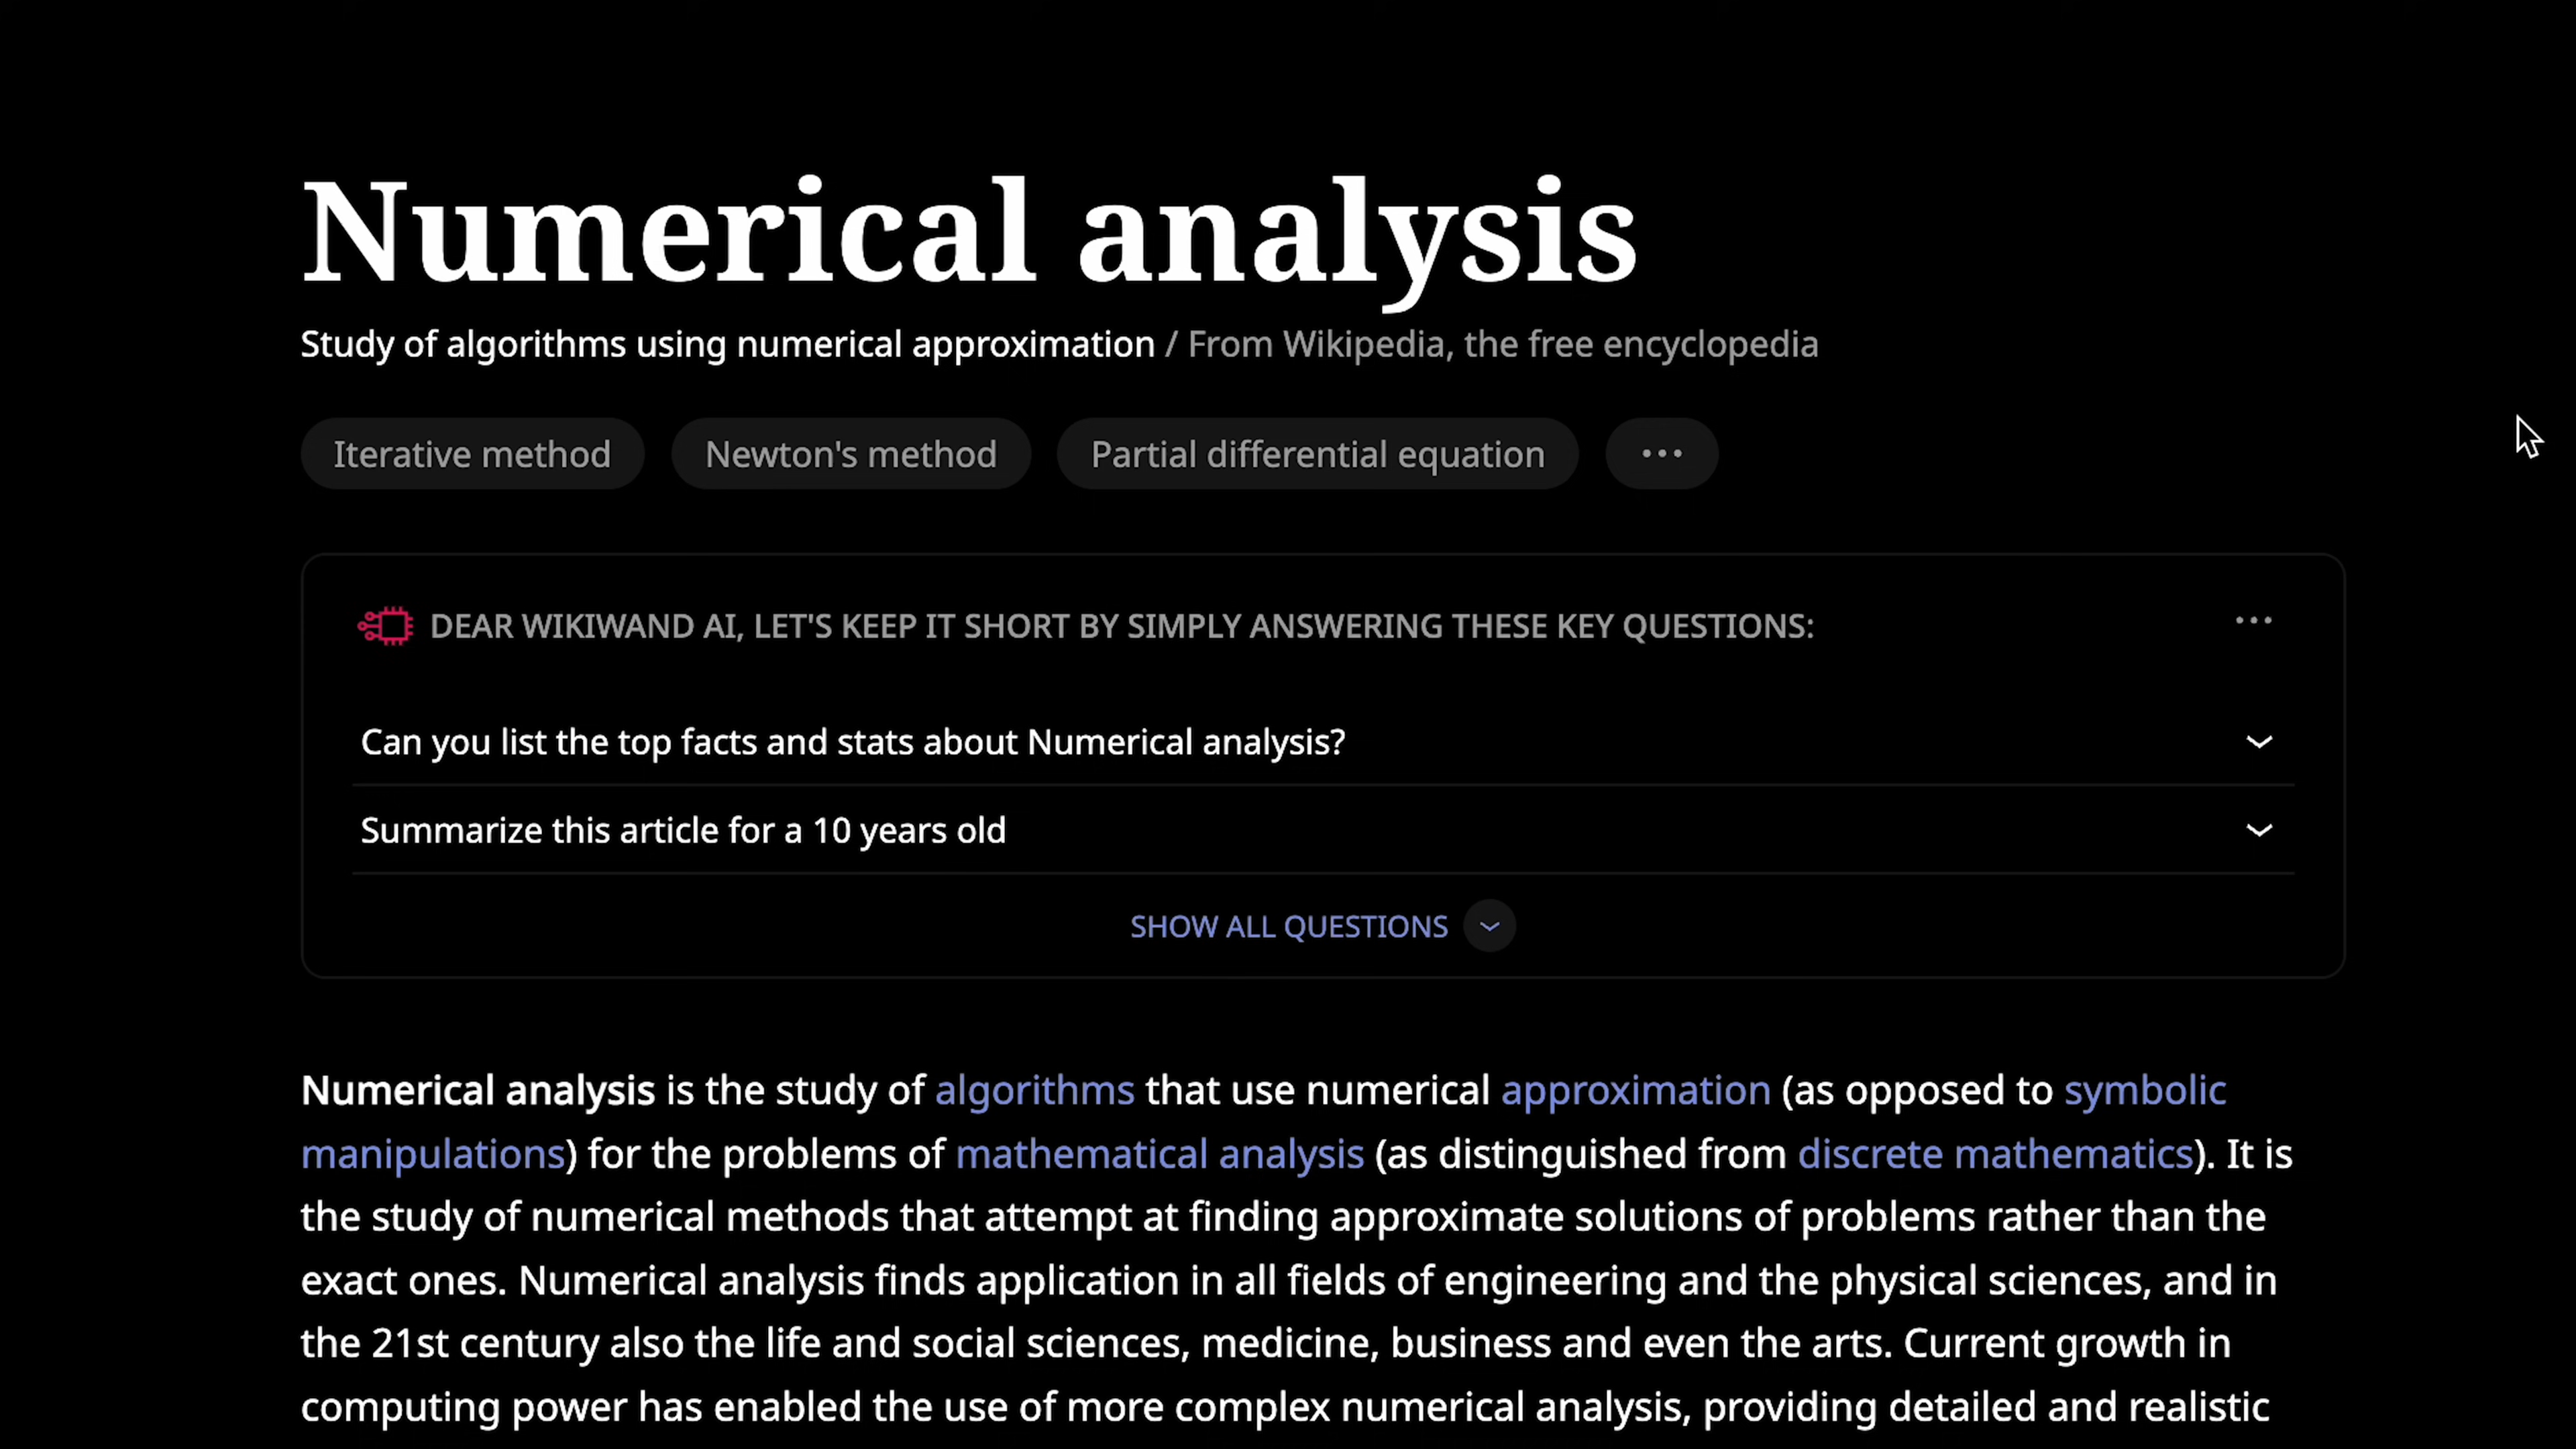 Numerical analysis
Study of algorithms using numerical approximation / From Wikipedia, the free encyclopedia
Iterative method Newton's method Partial differential equation ...
DEAR WIKIWAND AI, LET'S KEEP IT SHORT BY SIMPLY ANSWERING THESE KEY QUESTIONS: ...
Can you list the top facts and stats about Numerical analysis?
Summarize this article for a 10 years old
SHOW ALL QUESTIONS
Numerical analysis is the study of algorithms that use numerical approximation (as opposed to symbolic
manipulations) for the problems of mathematical analysis (as distinguished from discrete mathematics). It is
the study of numerical methods that attempt at finding approximate solutions of problems rather than the
exact ones. Numerical analysis finds application in all fields of engineering and the physical sciences, and in
the 21st century also the life and social sciences, medicine, business and even the arts. Current growth in
computing power has enabled the use of more complex numerical analysis, providing detailed and realistic